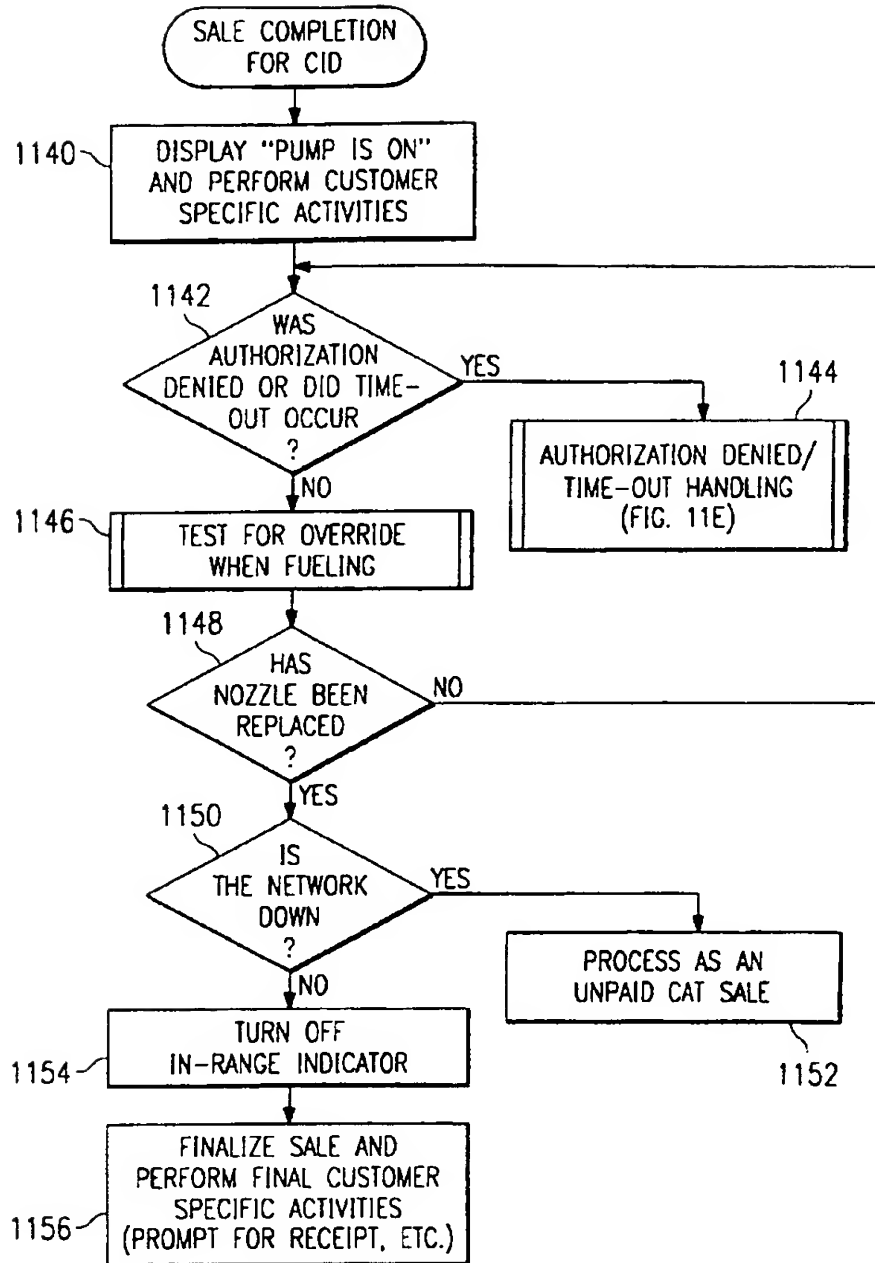 SALE COMPLETION
FOR CID
1140
DISPLAY "PUMP IS ON"
AND PERFORM CUSTOMER
SPECIFIC ACTIVITIES
1142
WAS
AUTHORIZATION
DENIED OR DID TIME-
OUT OCCUR
?
YES
1144
AUTHORIZATION DENIED/
TIME-OUT HANDLING
(FIG. 11E)
NO
1146
TEST FOR OVERRIDE
WHEN FUELING
1148
HAS
NOZZLE BEEN
REPLACED
?
NO
YES
1150
IS
THE NETWORK
DOWN
?
YES
PROCESS AS AN
UNPAID CAT SALE
1152
NO
TURN OFF
IN-RANGE INDICATOR
1154
FINALIZE SALE AND
PERFORM FINAL CUSTOMER
SPECIFIC ACTIVITIES
(PROMPT FOR RECEIPT, ETC.)
1156